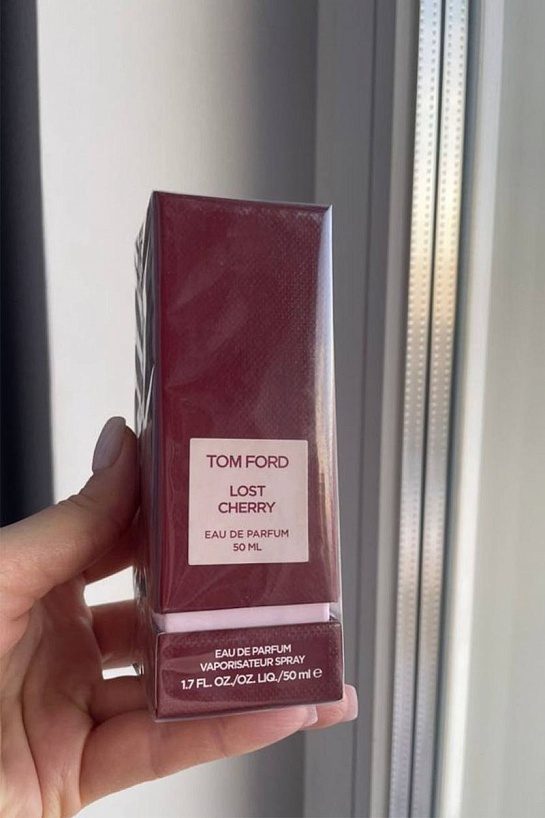 TOM FORD
LOST
CHERRY
EAU DE PARFUM
50 ML
EAU DE PARFUM
VAPORISATEUR SPRAY
1.7 FL. OZ./OZ. LIQ./50 ml ℮